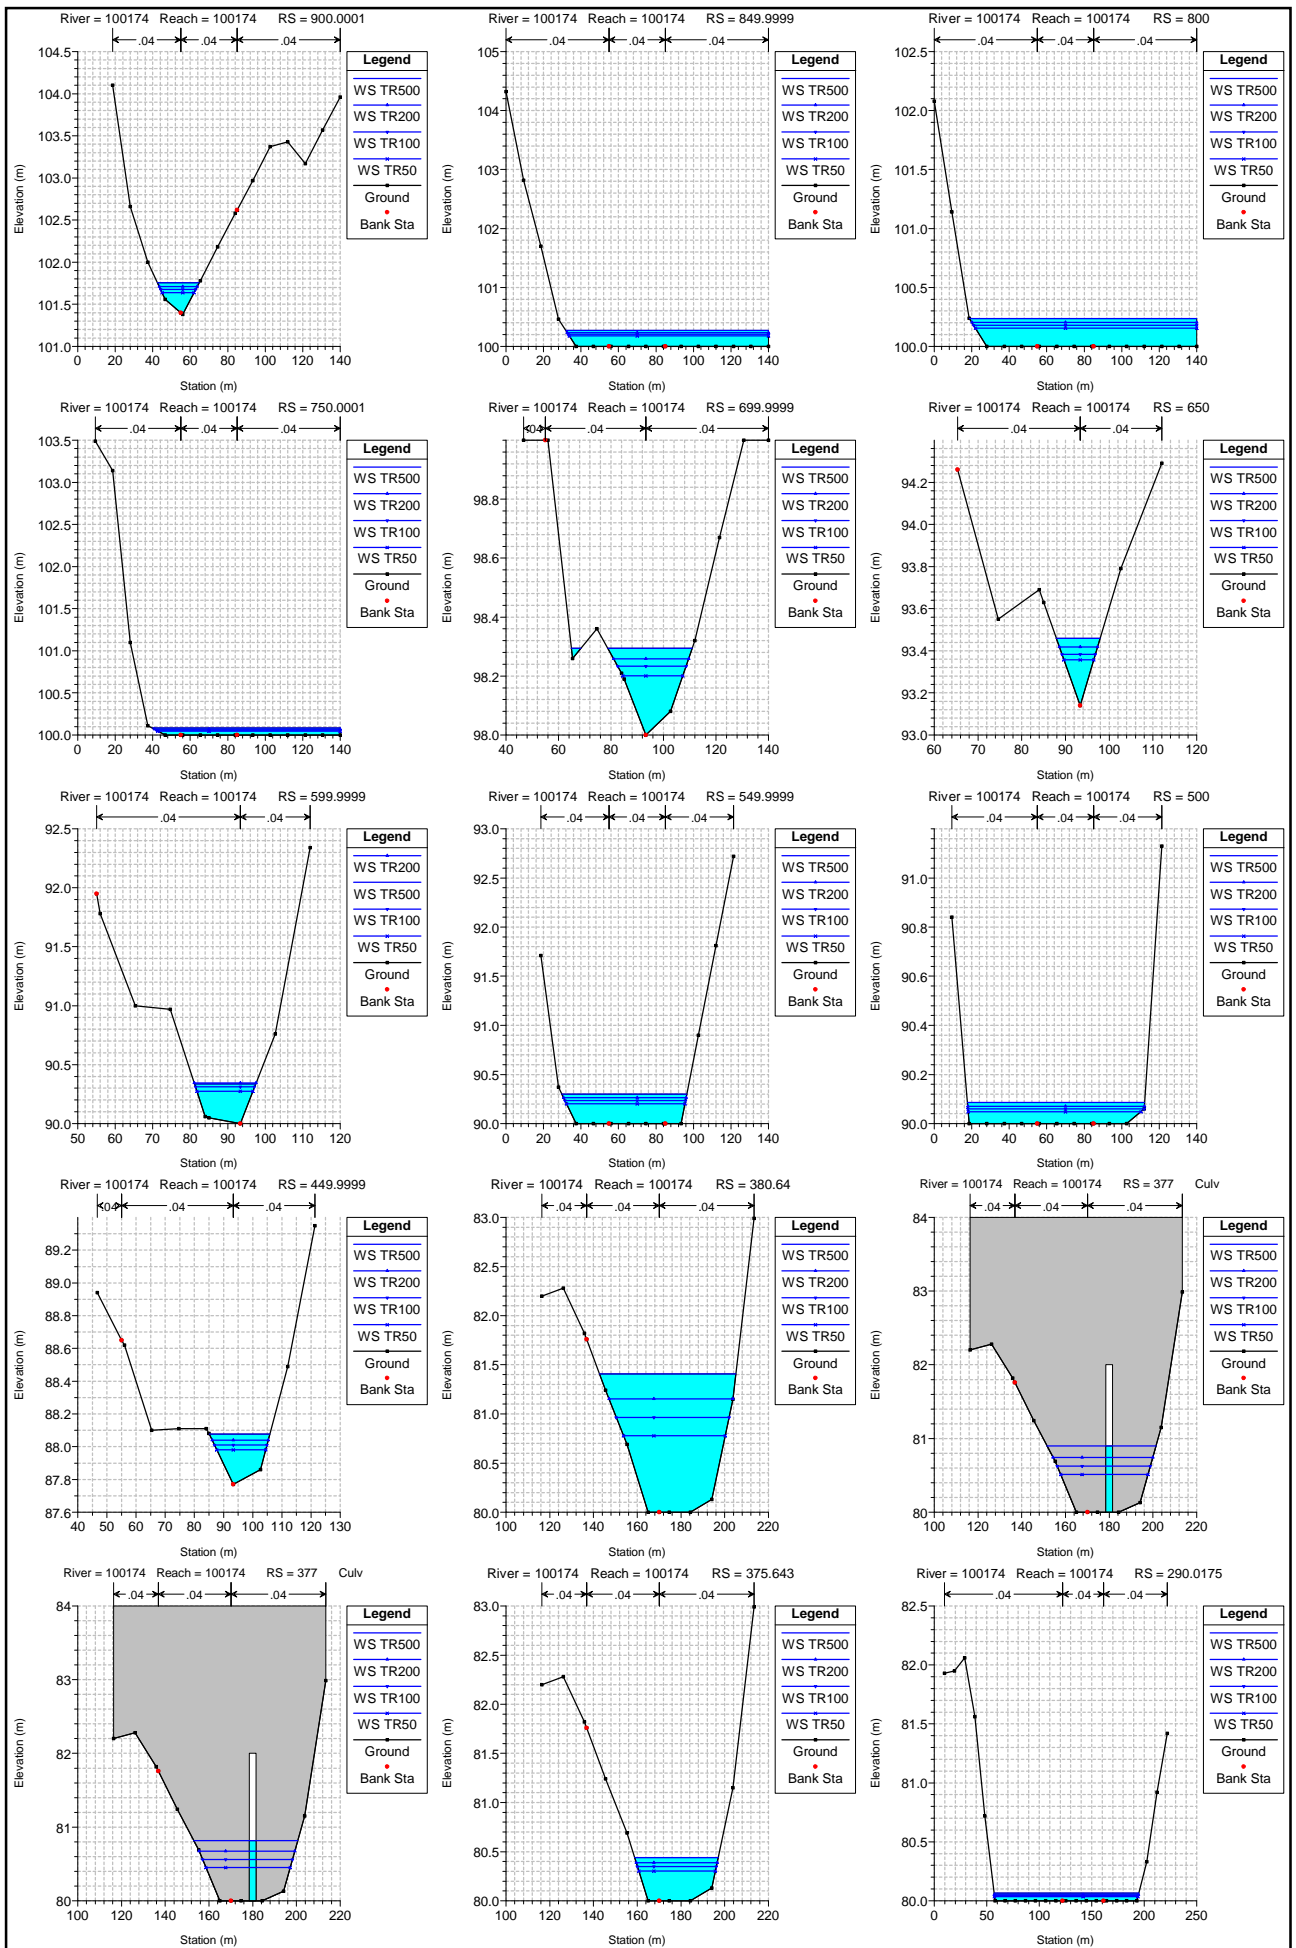 River = 100174 Reach = 100174 RS = 900.0001
.04 .04 .04
104.5
104.0
103.5
103.0
102.5
102.0
101.5
101.0
0 20 40 60 80 100 120 140
Station (m)
Elevation (m)
Legend
WS TR500
WS TR200
WS TR100
WS TR50
Ground
Bank Sta
River = 100174 Reach = 100174 RS = 849.9999
.04 .04 .04
105
104
103
102
101
100
0 20 40 60 80 100 120 140
Station (m)
Elevation (m)
Legend
WS TR500
WS TR200
WS TR100
WS TR50
Ground
Bank Sta
River = 100174 Reach = 100174 RS = 800
.04 .04 .04
102.5
102.0
101.5
101.0
100.5
100.0
0 20 40 60 80 100 120 140
Station (m)
Elevation (m)
Legend
WS TR500
WS TR200
WS TR100
WS TR50
Ground
Bank Sta
River = 100174 Reach = 100174 RS = 750.0001
.04 .04 .04
103.5
103.0
102.5
102.0
101.5
101.0
100.5
100.0
0 20 40 60 80 100 120 140
Station (m)
Elevation (m)
Legend
WS TR500
WS TR200
WS TR100
WS TR50
Ground
Bank Sta
River = 100174 Reach = 100174 RS = 699.9999
.04 .04 .04
98.8
98.6
98.4
98.2
98.0
40 60 80 100 120 140
Station (m)
Elevation (m)
Legend
WS TR500
WS TR200
WS TR100
WS TR50
Ground
Bank Sta
River = 100174 Reach = 100174 RS = 650
.04 .04
94.2
94.0
93.8
93.6
93.4
93.2
93.0
60 70 80 90 100 110 120
Station (m)
Elevation (m)
Legend
WS TR500
WS TR200
WS TR100
WS TR50
Ground
Bank Sta
River = 100174 Reach = 100174 RS = 599.9999
.04 .04
92.5
92.0
91.5
91.0
90.5
90.0
50 60 70 80 90 100 110 120
Station (m)
Elevation (m)
Legend
WS TR200
WS TR500
WS TR100
WS TR50
Ground
Bank Sta
River = 100174 Reach = 100174 RS = 549.9999
.04 .04 .04
93.0
92.5
92.0
91.5
91.0
90.5
90.0
0 20 40 60 80 100 120 140
Station (m)
Elevation (m)
Legend
WS TR500
WS TR200
WS TR100
WS TR50
Ground
Bank Sta
River = 100174 Reach = 100174 RS = 500
.04 .04 .04
91.0
90.8
90.6
90.4
90.2
90.0
0 20 40 60 80 100 120 140
Station (m)
Elevation (m)
Legend
WS TR500
WS TR200
WS TR100
WS TR50
Ground
Bank Sta
River = 100174 Reach = 100174 RS = 449.9999
.04 .04 .04
89.2
89.0
88.8
88.6
88.4
88.2
88.0
87.8
87.6
40 50 60 70 80 90 100 110 120 130
Station (m)
Elevation (m)
Legend
WS TR500
WS TR200
WS TR100
WS TR50
Ground
Bank Sta
River = 100174 Reach = 100174 RS = 380.64
.04 .04 .04
83.0
82.5
82.0
81.5
81.0
80.5
80.0
100 120 140 160 180 200 220
Station (m)
Elevation (m)
Legend
WS TR500
WS TR200
WS TR100
WS TR50
Ground
Bank Sta
River = 100174 Reach = 100174 RS = 377 Culv
.04 .04 .04
84
83
82
81
80
100 120 140 160 180 200 220
Station (m)
Elevation (m)
Legend
WS TR500
WS TR200
WS TR100
WS TR50
Ground
Bank Sta
River = 100174 Reach = 100174 RS = 377 Culv
.04 .04 .04
84
83
82
81
80
100 120 140 160 180 200 220
Station (m)
Elevation (m)
Legend
WS TR500
WS TR200
WS TR100
WS TR50
Ground
Bank Sta
River = 100174 Reach = 100174 RS = 375.643
.04 .04 .04
83.0
82.5
82.0
81.5
81.0
80.5
80.0
100 120 140 160 180 200 220
Station (m)
Elevation (m)
Legend
WS TR500
WS TR200
WS TR100
WS TR50
Ground
Bank Sta
River = 100174 Reach = 100174 RS = 290.0175
.04 .04 .04
82.5
82.0
81.5
81.0
80.5
80.0
0 50 100 150 200 250
Station (m)
Elevation (m)
Legend
WS TR500
WS TR200
WS TR100
WS TR50
Ground
Bank Sta